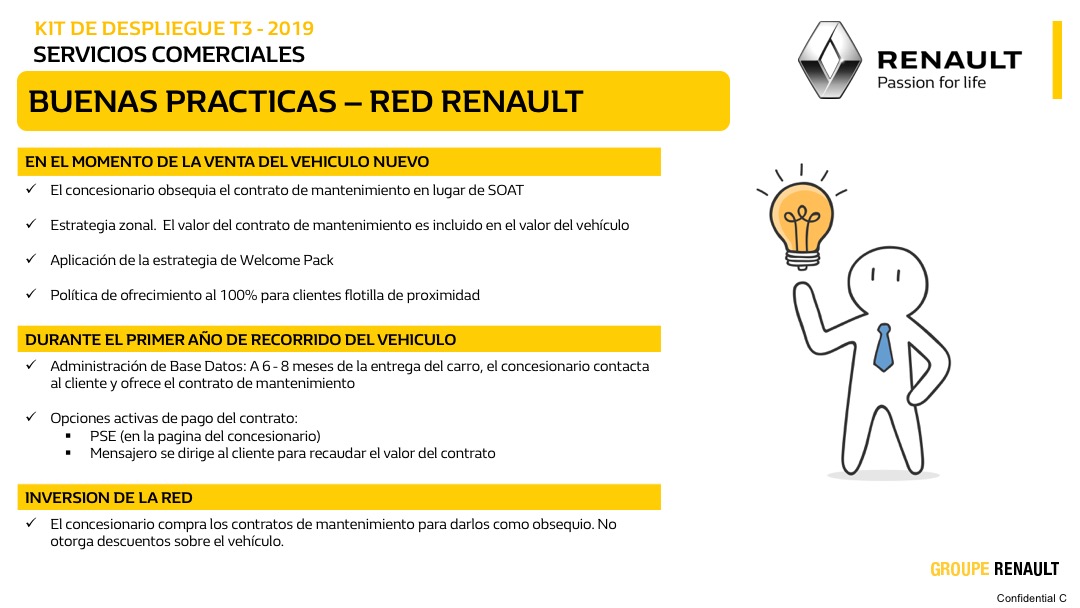 KIT DE DESPLIEGUE T3 - 2019
SERVICIOS COMERCIALES
BUENAS PRACTICAS – RED RENAULT
RENAULT
Passion for life
EN EL MOMENTO DE LA VENTA DEL VEHICULO NUEVO
✓ El concesionario obsequia el contrato de mantenimiento en lugar de SOAT
✓ Estrategia zonal. El valor del contrato de mantenimiento es incluido en el valor del vehículo
✓ Aplicación de la estrategia de Welcome Pack
✓ Política de ofrecimiento al 100% para clientes flotilla de proximidad
DURANTE EL PRIMER AÑO DE RECORRIDO DEL VEHICULO
✓ Administración de Base Datos: A 6 - 8 meses de la entrega del carro, el concesionario contacta
al cliente y ofrece el contrato de mantenimiento
✓ Opciones activas de pago del contrato:
▪ PSE (en la pagina del concesionario)
▪ Mensajero se dirige al cliente para recaudar el valor del contrato
INVERSION DE LA RED
✓ El concesionario compra los contratos de mantenimiento para darlos como obsequio. No
otorga descuentos sobre el vehículo.
GROUPE RENAULT
Confidential C